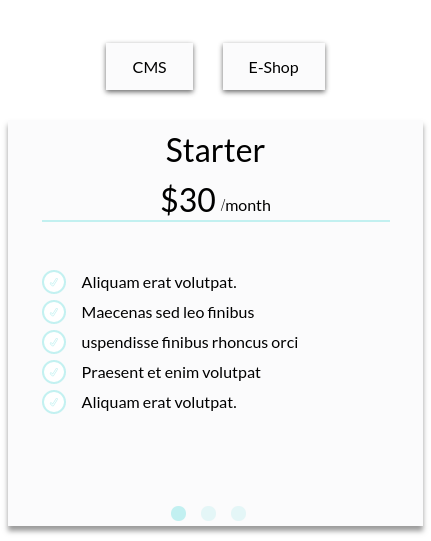 CMS
E-Shop
Starter
$30 /month
Aliquam erat volutpat.
Maecenas sed leo finibus
uspendisse finibus rhoncus orci
Praesent et enim volutpat
Aliquam erat volutpat.